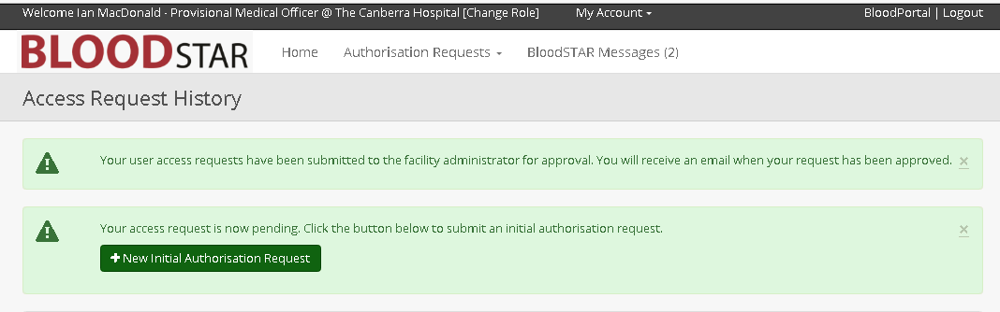 Welcome Ian MacDonald - Provisional Medical Officer @ The Canberra Hospital [Change Role] My Account BloodPortal | Logout
BLOODSTAR Home Authorisation Requests BloodSTAR Messages (2)
Access Request History
Your user access requests have been submitted to the facility administrator for approval. You will receive an email when your request has been approved. ×
Your access request is now pending. Click the button below to submit an initial authorisation request. ×
+ New Initial Authorisation Request